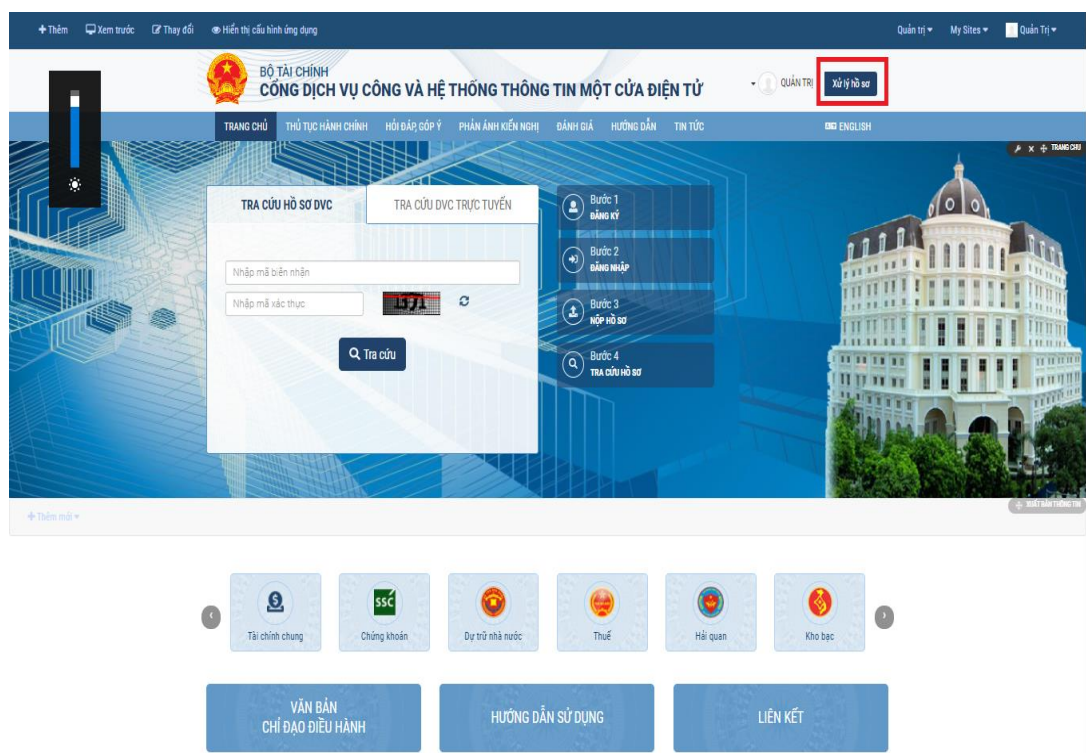 Thêm Xem trước Thay đổi Hiển thị cấu hình ứng dụng Quản trị My Sites Quản Trị
BỘ TÀI CHÍNH
CỔNG DỊCH VỤ CÔNG VÀ HỆ THỐNG THÔNG TIN MỘT CỬA ĐIỆN TỬ
QUẢN TRỊ Xử lý hồ sơ
TRANG CHỦ THỦ TỤC HÀNH CHÍNH HỎI ĐÁP, GÓP Ý PHẢN ÁNH KIẾN NGHỊ ĐÁNH GIÁ HƯỚNG DẪN TIN TỨC ENGLISH
TRANG CHU
TRA CỨU HỒ SƠ DVC TRA CỨU DVC TRỰC TUYẾN
Nhập mã biên nhận
Nhập mã xác thực
Tra cứu
Bước 1
ĐĂNG KÝ
Bước 2
ĐĂNG NHẬP
Bước 3
NỘP HỒ SƠ
Bước 4
TRA CỨU HỒ SƠ
XUẤT BẢN THÔNG TIN
Thêm mới
Tài chính chung
SSC
Chứng khoán
Dự trữ nhà nước
Thuế
Hải quan
Kho bạc
VĂN BẢN
CHỈ ĐẠO ĐIỀU HÀNH
HƯỚNG DẪN SỬ DỤNG
LIÊN KẾT